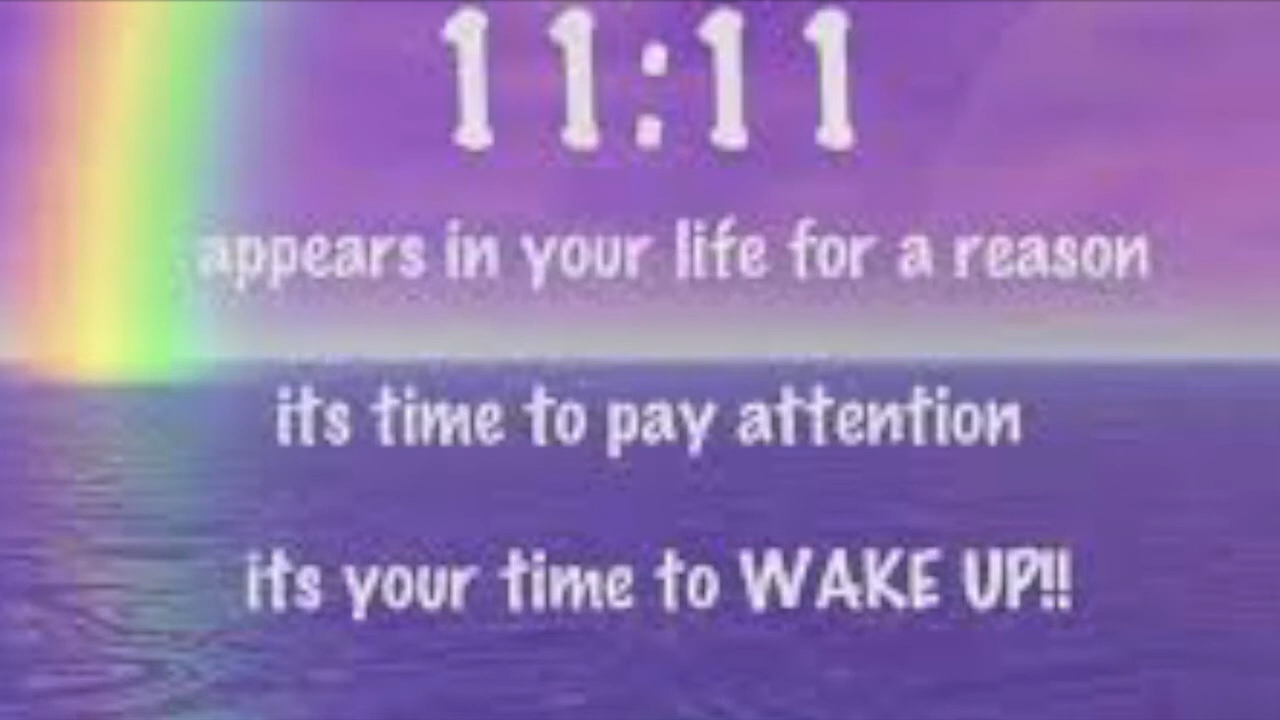 11:11
appears in your life for a reason
its time to pay attention
its your time to WAKE UP!!